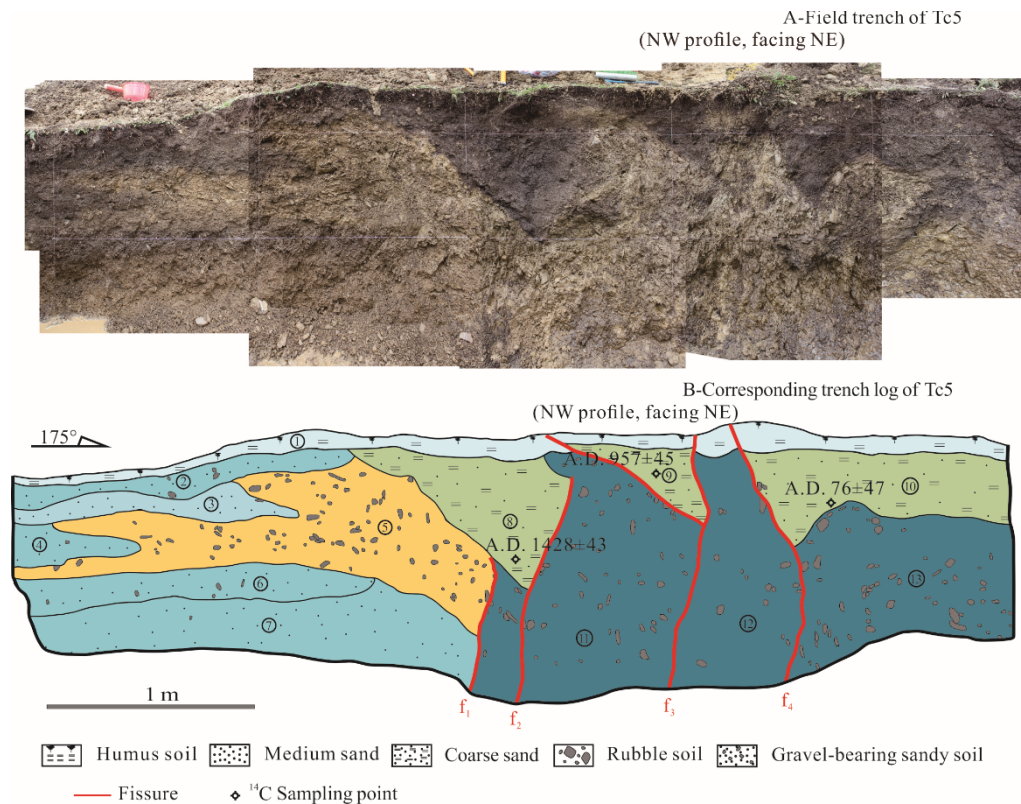 A-Field trench of Tc5
(NW profile, facing NE)
B-Corresponding trench log of Tc5
(NW profile, facing NE)
175°
①
②
③
④
⑤
⑥
⑦
⑧
A.D. 1428±43
A.D. 957±45
⑨
A.D. 76±47
⑩
⑪
⑫
⑬
1 m
f₁
f₂
f₃
f₄
Humus soil Medium sand Coarse sand Rubble soil Gravel-bearing sandy soil
Fissure ¹⁴C Sampling point